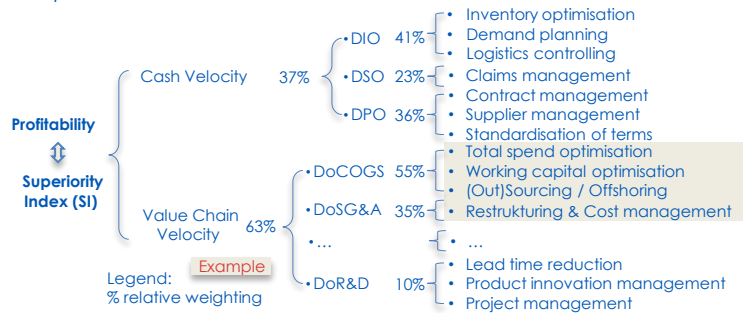 Profitability
Superiority
Index (SI)
Cash Velocity 37%
• DIO 41%
• Inventory optimisation
• Demand planning
• Logistics controlling
• DSO 23%
• Claims management
• DPO 36%
• Contract management
• Supplier management
• Standardisation of terms
Value Chain
Velocity 63%
• DoCOGS 55%
• Total spend optimisation
• Working capital optimisation
• (Out)Sourcing / Offshoring
• DoSG&A 35%
• Restrukturing & Cost management
• ...
• ...
• DoR&D 10%
• Lead time reduction
• Product innovation management
• Project management
Example
Legend:
% relative weighting